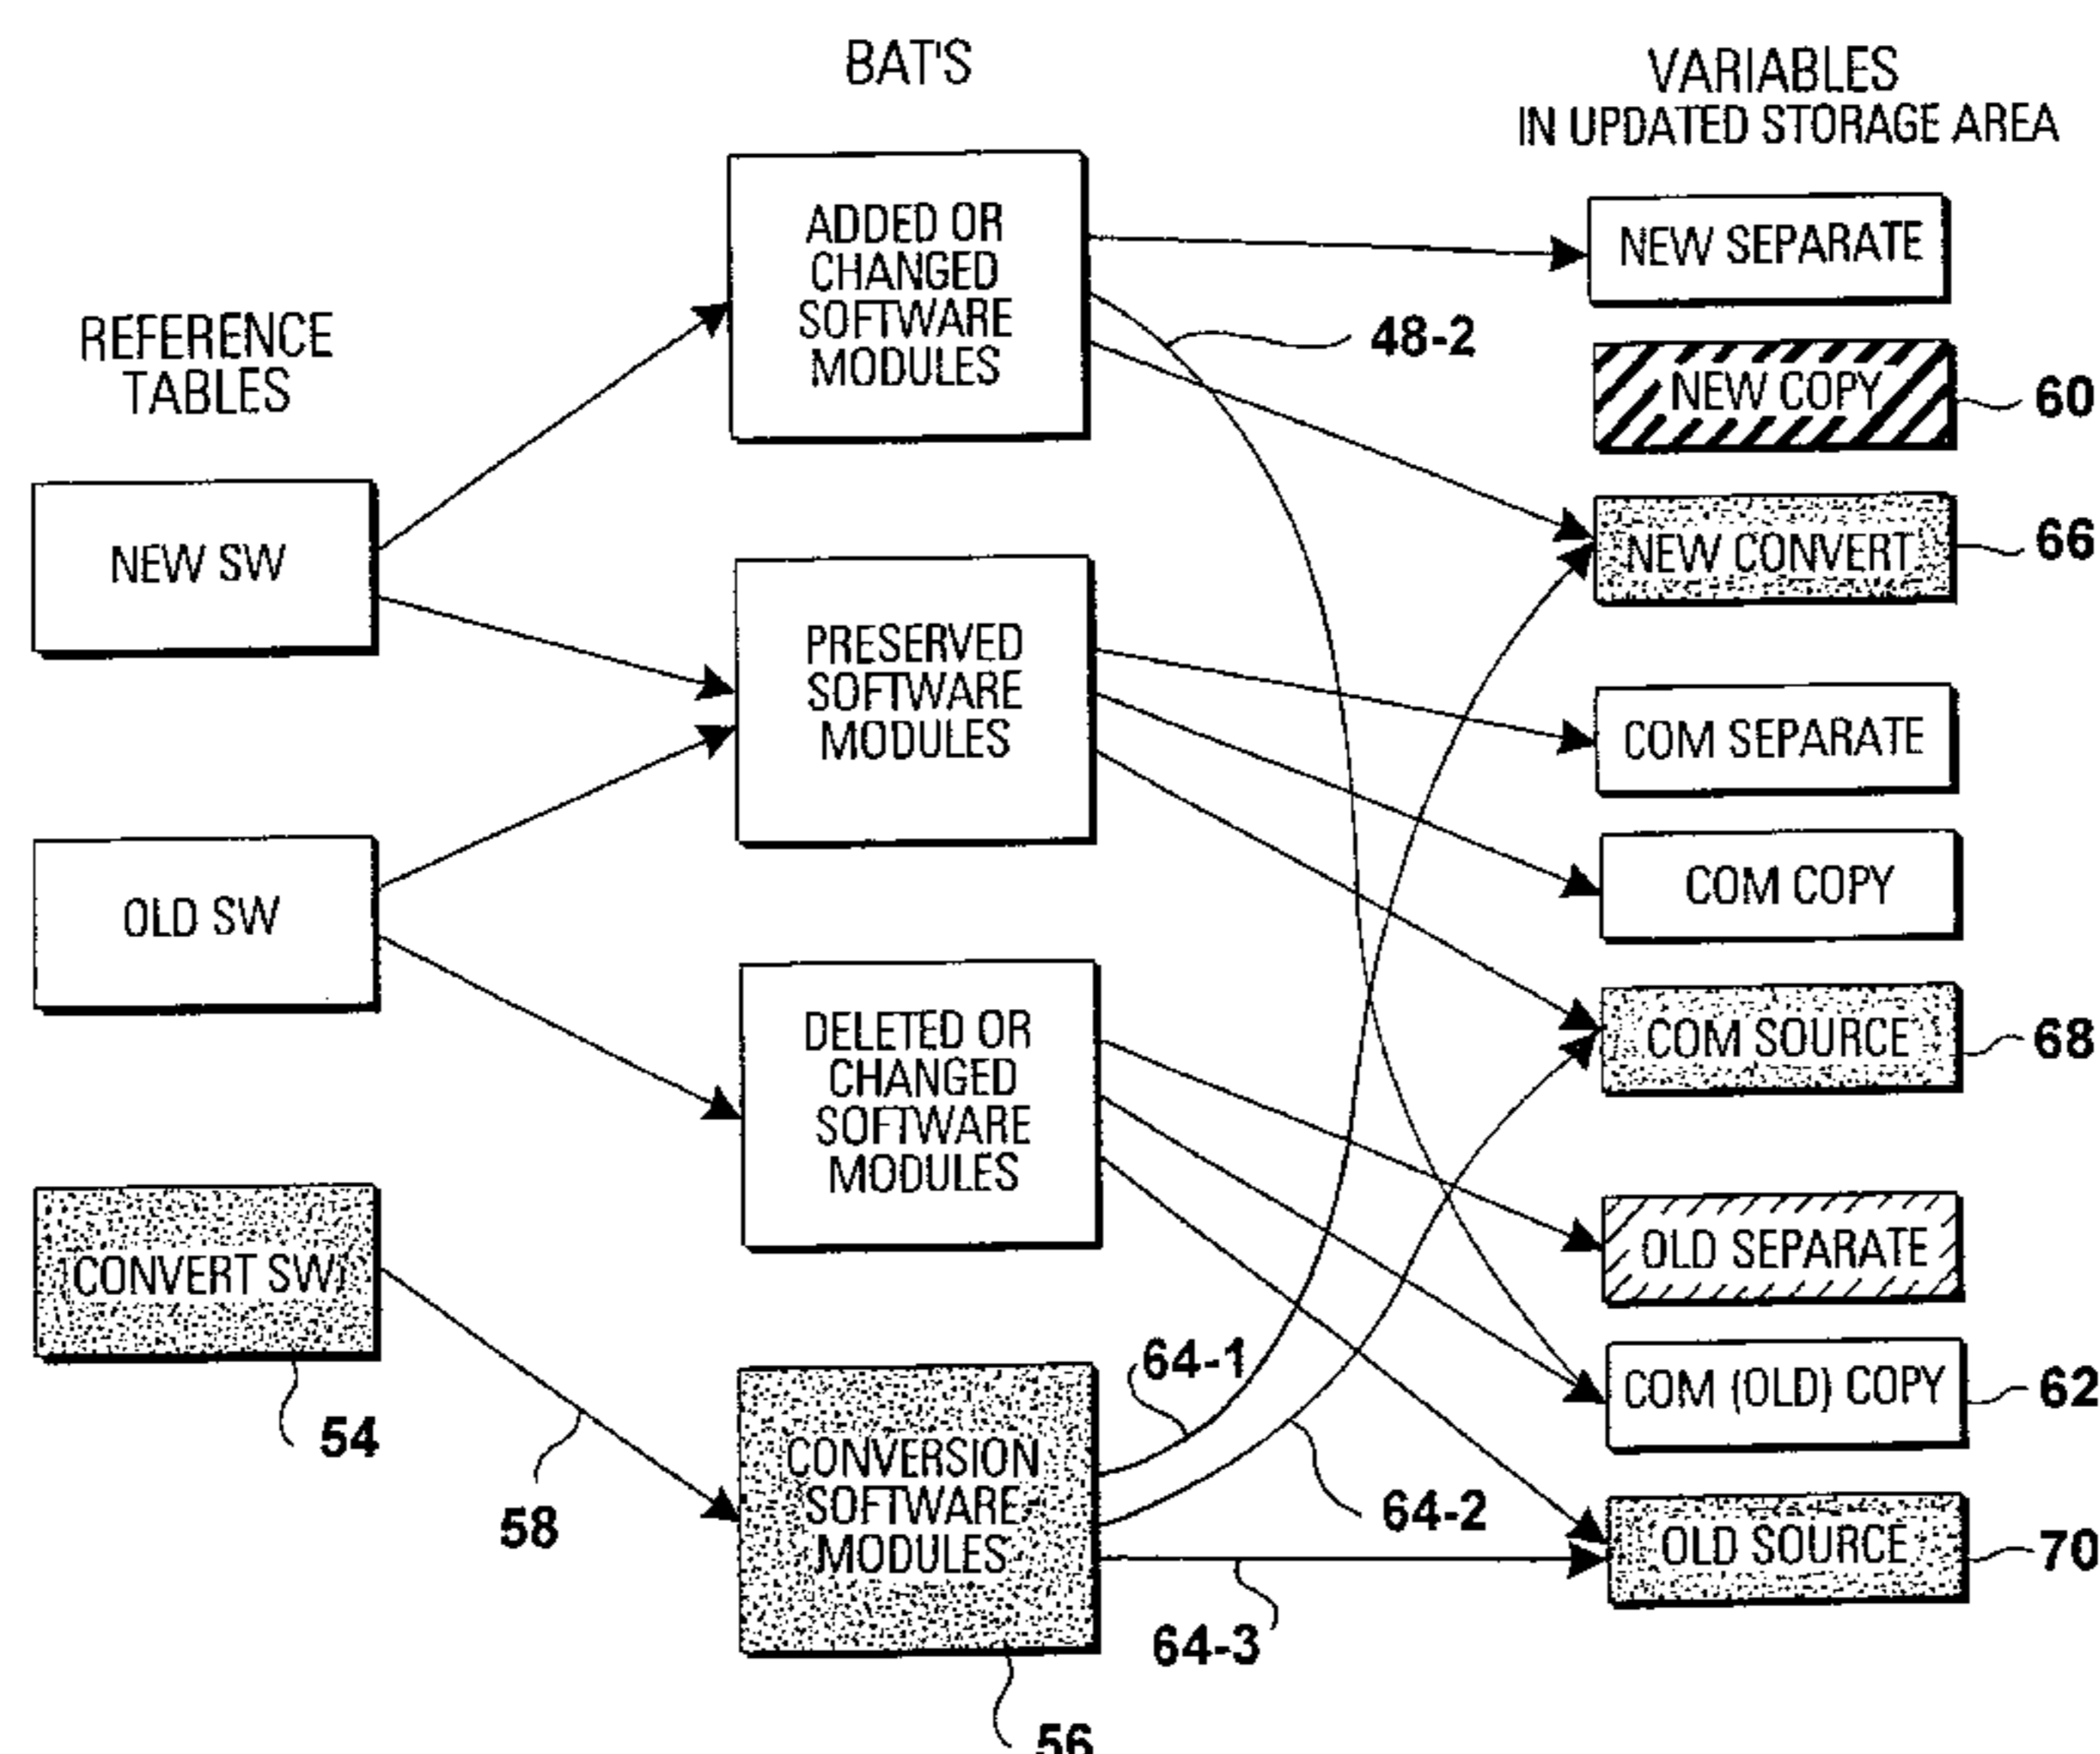 BAT'S
VARIABLES
IN UPDATED STORAGE AREA
REFERENCE
TABLES
ADDED OR
CHANGED
SOFTWARE
MODULES
NEW SEPARATE
48-2
NEW COPY
60
NEW SW
NEW CONVERT
66
PRESERVED
SOFTWARE
MODULES
COM SEPARATE
COM COPY
OLD SW
COM SOURCE
68
DELETED OR
CHANGED
SOFTWARE
MODULES
OLD SEPARATE
CONVERT SW
54
64-1
COM (OLD) COPY
62
58
CONVERSION
SOFTWARE
MODULES
64-2
OLD SOURCE
70
64-3
56